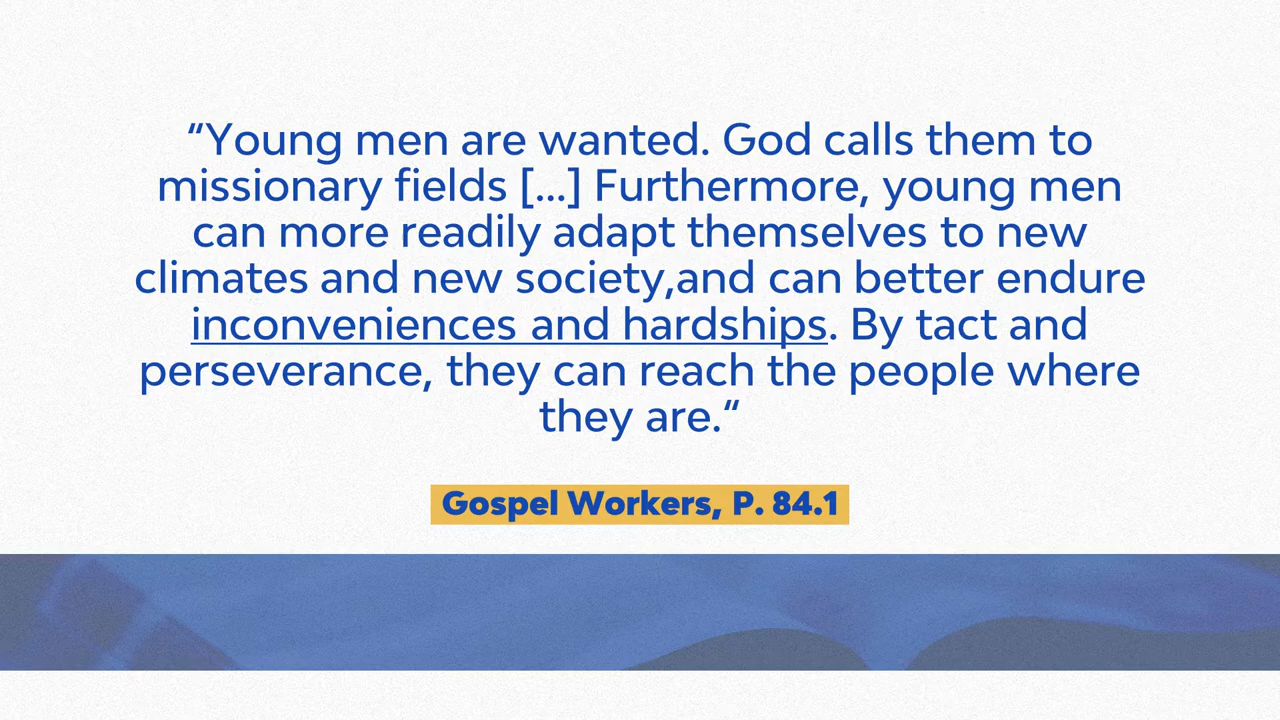 “Young men are wanted. God calls them to
missionary fields [...] Furthermore, young men
can more readily adapt themselves to new
climates and new society,and can better endure
inconveniences and hardships. By tact and
perseverance, they can reach the people where
they are.“
Gospel Workers, P. 84.1